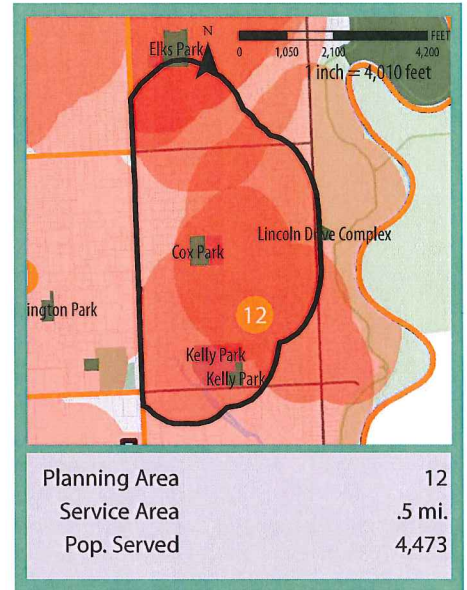 N
Elks Park
FEET
0 1,050 2,100 4,200
1 inch = 4,010 feet
Lincoln Drive Complex
Cox Park
ington Park
12
Kelly Park
Kelly Park
Planning Area 12
Service Area .5 mi.
Pop. Served 4,473